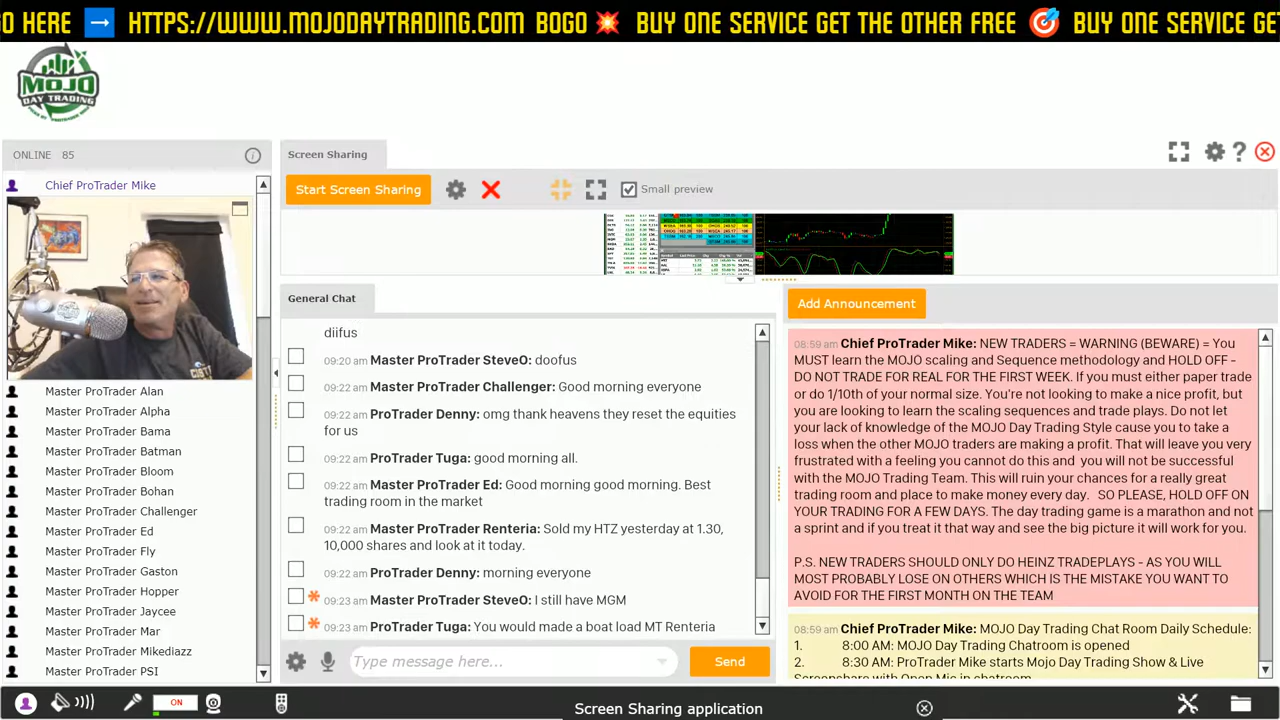 O HERE ➡ HTTPS://WWW.MOJODAYTRADING.COM BOGO 💥 BUY ONE SERVICE GET THE OTHER FREE 🎯 BUY ONE SERVICE GE
MOJO
DAY TRADING
ONLINE 85
Chief ProTrader Mike
Master ProTrader Alan
Master ProTrader Alpha
Master ProTrader Bama
Master ProTrader Batman
Master ProTrader Bloom
Master ProTrader Bohan
Master ProTrader Challenger
Master ProTrader Ed
Master ProTrader Fly
Master ProTrader Gaston
Master ProTrader Hopper
Master ProTrader Jaycee
Master ProTrader Mar
Master ProTrader Mikediazz
Master ProTrader PSI
Screen Sharing
Start Screen Sharing
Small preview
General Chat
diifus
09:20 am Master ProTrader SteveO: doofus
09:22 am Master ProTrader Challenger: Good morning everyone
09:22 am ProTrader Denny: omg thank heavens they reset the equities
for us
09:22 am ProTrader Tuga: good morning all.
09:22 am Master ProTrader Ed: Good morning good morning. Best
trading room in the market
09:22 am Master ProTrader Renteria: Sold my HTZ yesterday at 1.30,
10,000 shares and look at it today.
09:22 am ProTrader Denny: morning everyone
09:23 am Master ProTrader SteveO: I still have MGM
09:23 am ProTrader Tuga: You would made a boat load MT Renteria
Type message here...
Send
Add Announcement
08:59 am Chief ProTrader Mike: NEW TRADERS = WARNING (BEWARE) = You
MUST learn the MOJO scaling and Sequence methodology and HOLD OFF -
DO NOT TRADE FOR REAL FOR THE FIRST WEEK. If you must either paper trade
or do 1/10th of your normal size. You're not looking to make a nice profit, but
you are looking to learn the scaling sequences and trade plays. Do not let
your lack of knowledge of the MOJO Day Trading Style cause you to take a
loss when the other MOJO traders are making a profit. That will leave you very
frustrated with a feeling you cannot do this and you will not be successful
with the MOJO Trading Team. This will ruin your chances for a really great
trading room and place to make money every day. SO PLEASE, HOLD OFF ON
YOUR TRADING FOR A FEW DAYS. The day trading game is a marathon and not
a sprint and if you treat it that way and see the big picture it will work for you.
P.S. NEW TRADERS SHOULD ONLY DO HEINZ TRADEPLAYS - AS YOU WILL
MOST PROBABLY LOSE ON OTHERS WHICH IS THE MISTAKE YOU WANT TO
AVOID FOR THE FIRST MONTH ON THE TEAM
08:59 am Chief ProTrader Mike: MOJO Day Trading Chat Room Daily Schedule:
1. 8:00 AM: MOJO Day Trading Chatroom is opened
2. 8:30 AM: ProTrader Mike starts Mojo Day Trading Show & Live
Screenshare with Open Mic in chatroom
ON
Screen Sharing application